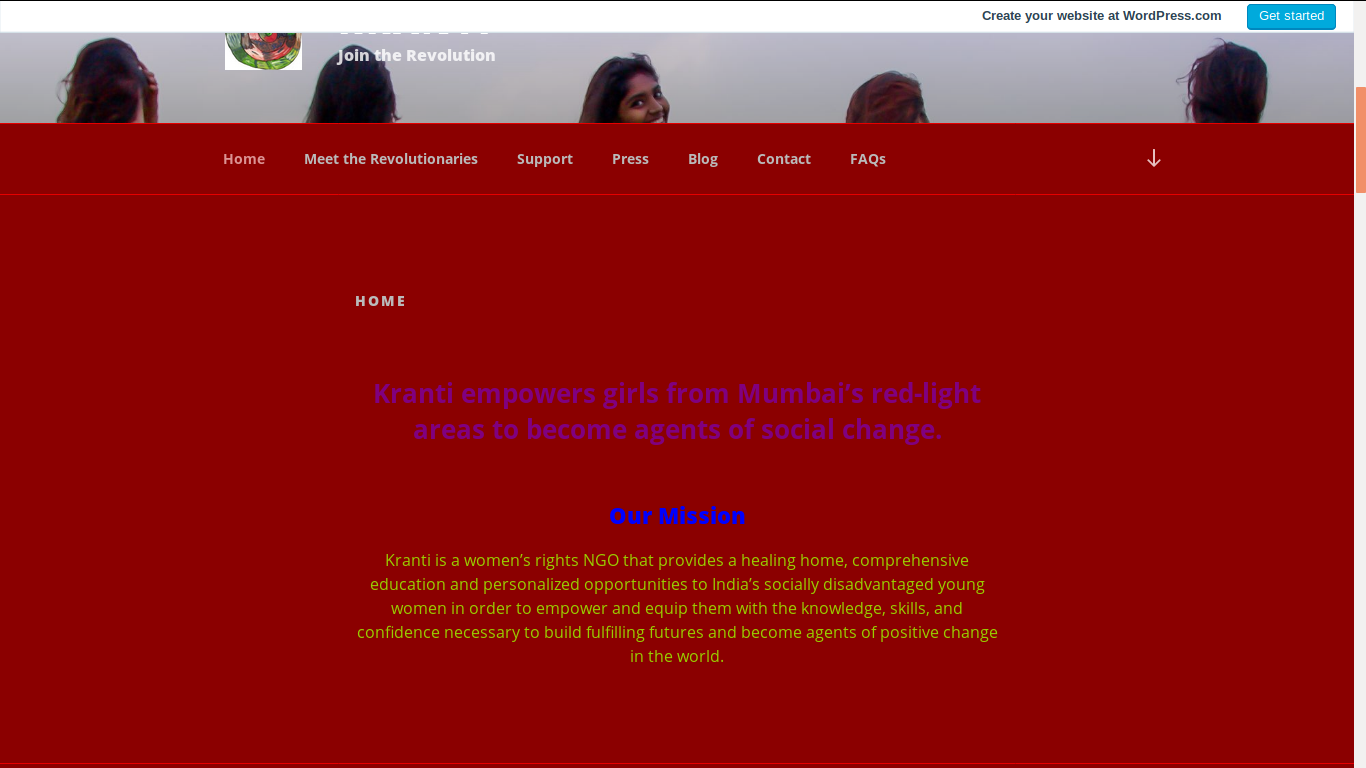 Create your website at WordPress.com
Get started
Join the Revolution
Home
Meet the Revolutionaries
Support
Press
Blog
Contact
FAQs
HOME
Kranti empowers girls from Mumbai’s red-light
areas to become agents of social change.
Our Mission
Kranti is a women’s rights NGO that provides a healing home, comprehensive
education and personalized opportunities to India’s socially disadvantaged young
women in order to empower and equip them with the knowledge, skills, and
confidence necessary to build fulfilling futures and become agents of positive change
in the world.